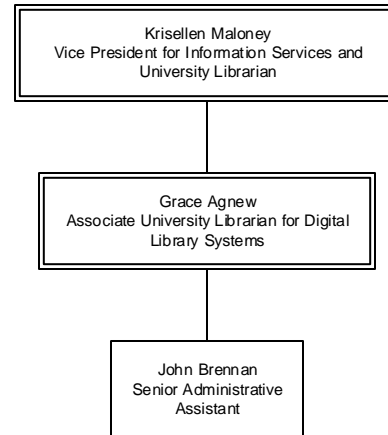 Krisellen Maloney
Vice President for Information Services and
University Librarian
Grace Agnew
Associate University Librarian for Digital
Library Systems
John Brennan
Senior Administrative
Assistant